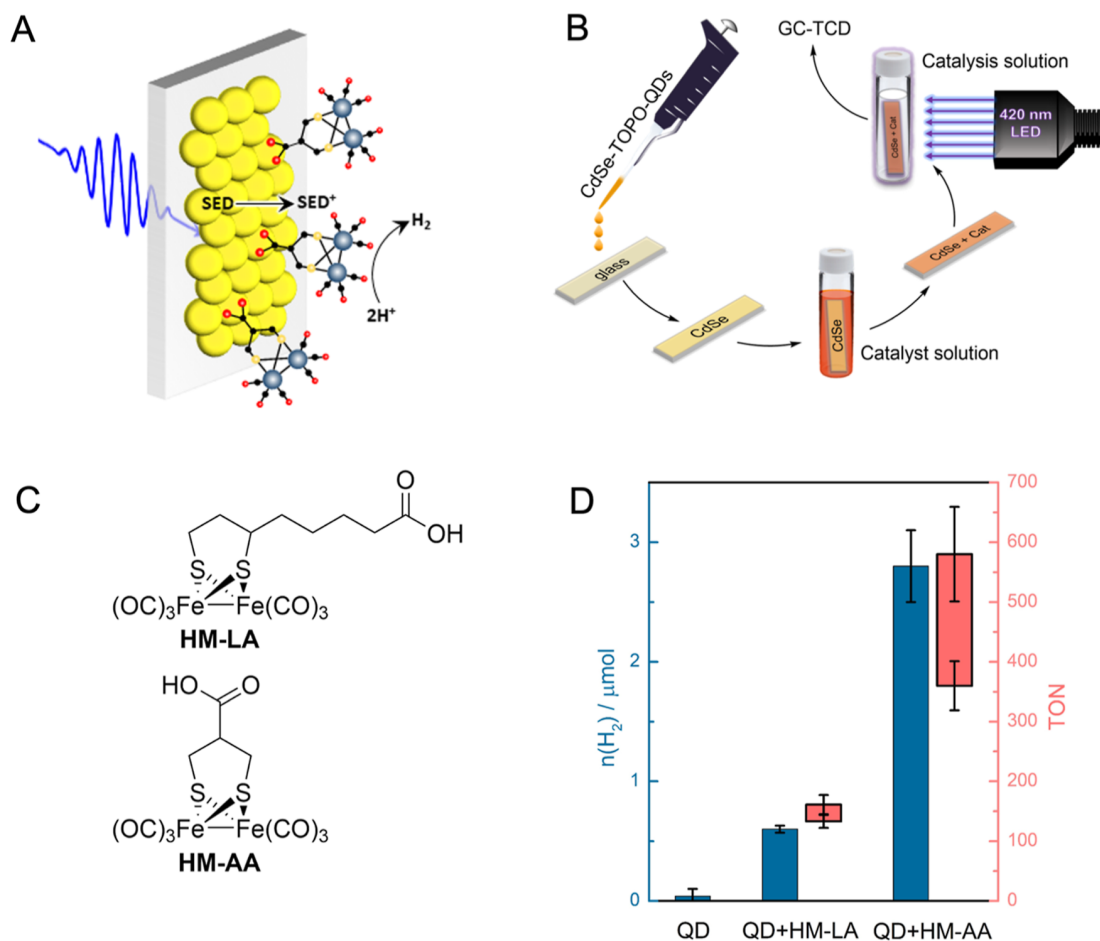 A
SED
SED⁺
H₂
2H⁺
B
GC-TCD
CdSe-TOPO-QDs
Catalysis solution
CdSe + Cat
420 nm
LED
glass
CdSe
CdSe
CdSe + Cat
Catalyst solution
C
O
OH
S
S
(OC)₃Fe
Fe(CO)₃
HM-LA
HO
O
S
S
(OC)₃Fe
Fe(CO)₃
HM-AA
D
n(H₂) / μmol
3
2
1
0
TON
700
600
500
400
300
200
100
0
QD
QD+HM-LA
QD+HM-AA